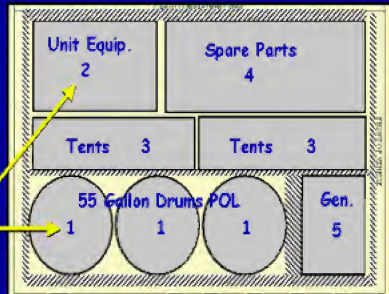 Unit Equip.
2
Spare Parts
4
Tents 3
Tents 3
55 Gallon Drums POL
1 1 1
Gen.
5